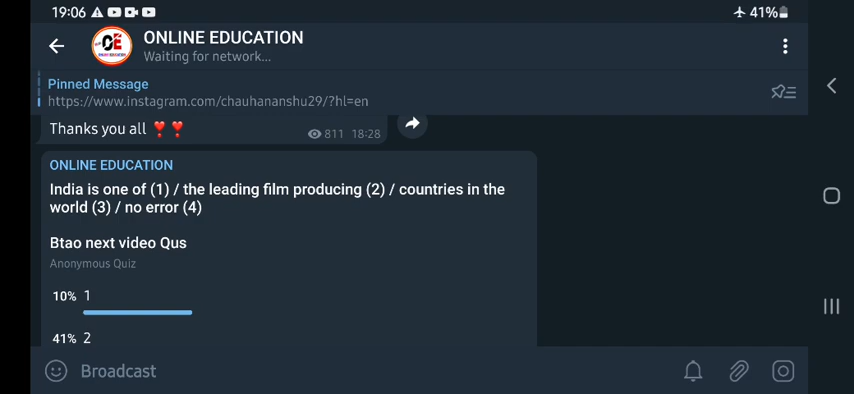 19:06
41%
ONLINE EDUCATION
Waiting for network...
Pinned Message
https://www.instagram.com/chauhananshu29/?hl=en
Thanks you all ❣️❣️
811 18:28
ONLINE EDUCATION
India is one of (1) / the leading film producing (2) / countries in the
world (3) / no error (4)
Btao next video Qus
Anonymous Quiz
10% 1
41% 2
Broadcast